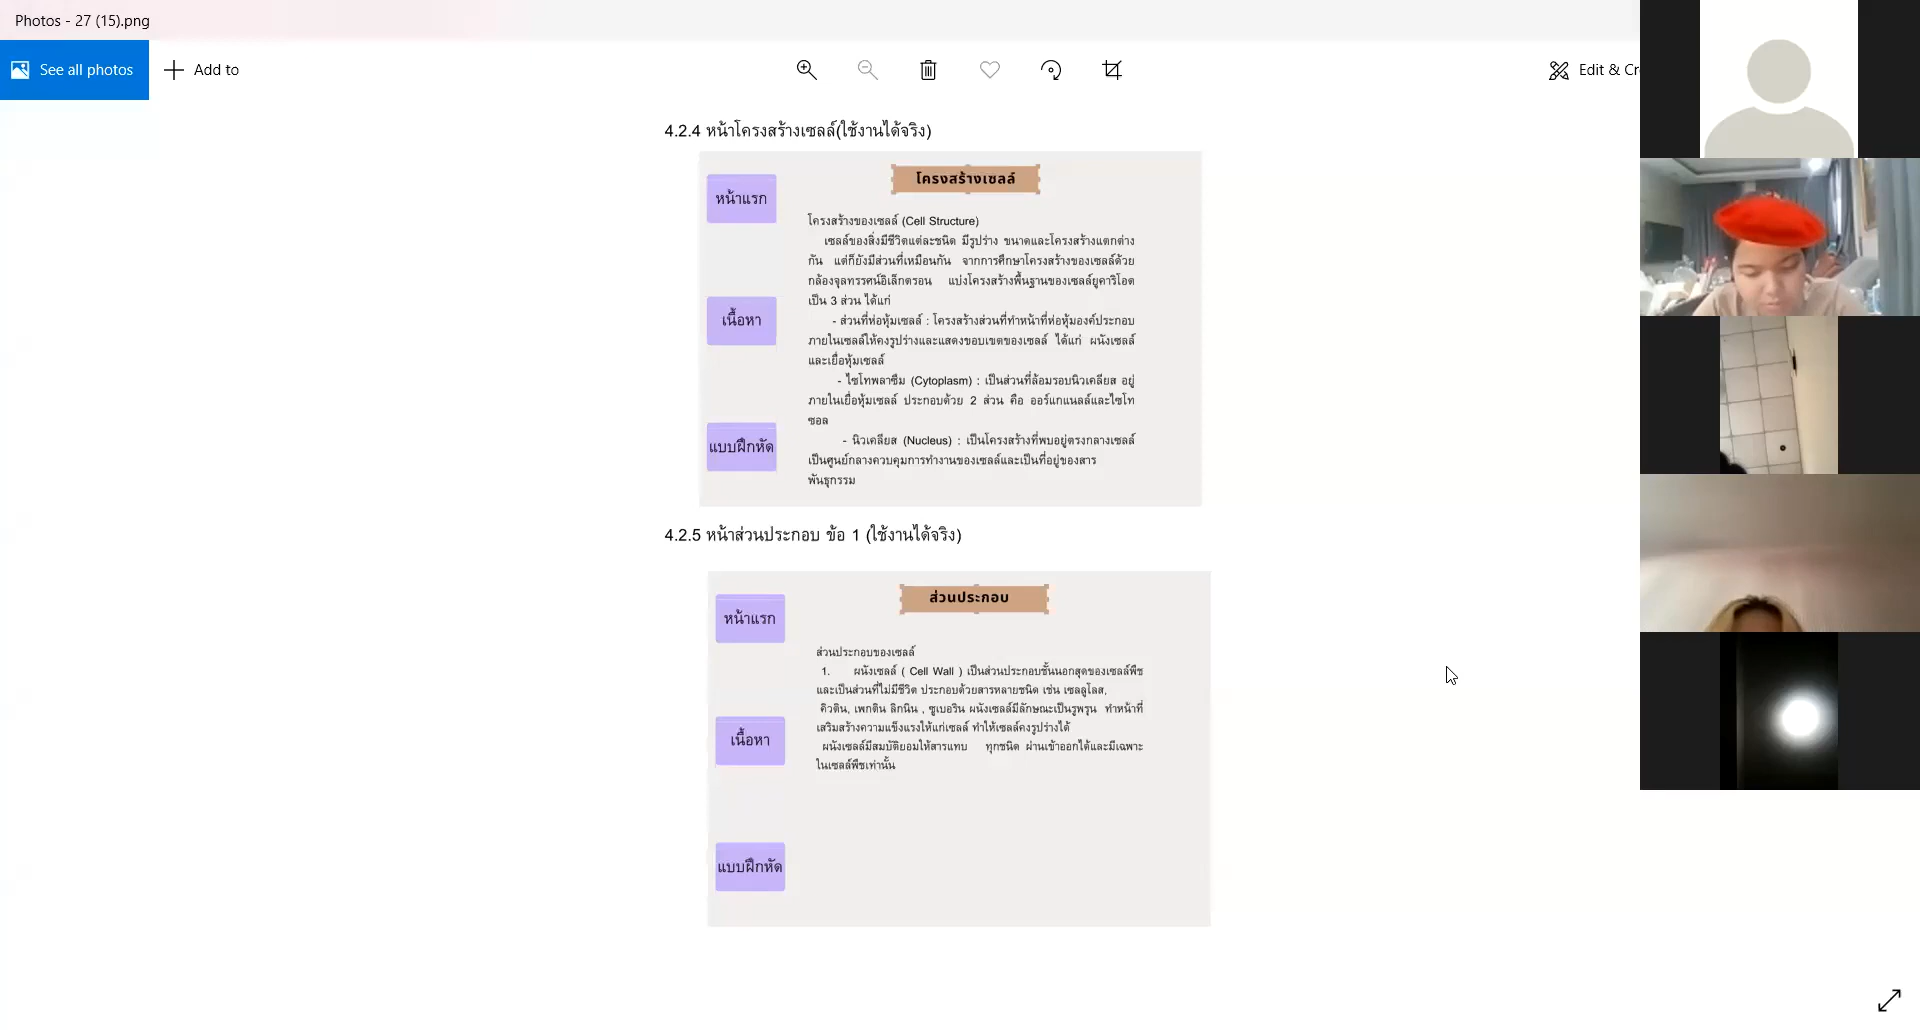 Photos - 27 (15).png
See all photos
Add to
Edit & Cr
4.2.4 หน้าโครงสร้างเซลล์(ใช้งานได้จริง)
โครงสร้างเซลล์
หน้าแรก
เนื้อหา
แบบฝึกหัด
โครงสร้างของเซลล์ (Cell Structure)
เซลล์ของสิ่งมีชีวิตแต่ละชนิด มีรูปร่าง ขนาดและโครงสร้างแตกต่าง
กัน แต่ก็ยังมีส่วนที่เหมือนกัน จากการศึกษาโครงสร้างของเซลล์ด้วย
กล้องจุลทรรศน์อิเล็กตรอน แบ่งโครงสร้างพื้นฐานของเซลล์ยูคาริโอต
เป็น 3 ส่วน ได้แก่
- ส่วนที่ห่อหุ้มเซลล์ : โครงสร้างส่วนที่ทำหน้าที่ห่อหุ้มองค์ประกอบ
ภายในเซลล์ให้คงรูปร่างและแสดงขอบเขตของเซลล์ ได้แก่ ผนังเซลล์
และเยื่อหุ้มเซลล์
- ไซโทพลาซึม (Cytoplasm) : เป็นส่วนที่ล้อมรอบนิวเคลียส อยู่
ภายในเยื่อหุ้มเซลล์ ประกอบด้วย 2 ส่วน คือ ออร์แกแนลล์และไซโท
ซอล
- นิวเคลียส (Nucleus) : เป็นโครงสร้างที่พบอยู่ตรงกลางเซลล์
เป็นศูนย์กลางควบคุมการทำงานของเซลล์และเป็นที่อยู่ของสาร
พันธุกรรม
4.2.5 หน้าส่วนประกอบ ข้อ 1 (ใช้งานได้จริง)
ส่วนประกอบ
หน้าแรก
เนื้อหา
แบบฝึกหัด
ส่วนประกอบของเซลล์
1. ผนังเซลล์ ( Cell Wall ) เป็นส่วนประกอบชั้นนอกสุดของเซลล์พืช
และเป็นส่วนที่ไม่มีชีวิต ประกอบด้วยสารหลายชนิด เช่น เซลลูโลส,
คิวติน, เพกติน ลิกนิน , ซูเบอริน ผนังเซลล์มีลักษณะเป็นรูพรุน ทำหน้าที่
เสริมสร้างความแข็งแรงให้แก่เซลล์ ทำให้เซลล์คงรูปร่างได้
ผนังเซลล์มีสมบัติยอมให้สารแทบ ทุกชนิด ผ่านเข้าออกได้และมีเฉพาะ
ในเซลล์พืชเท่านั้น